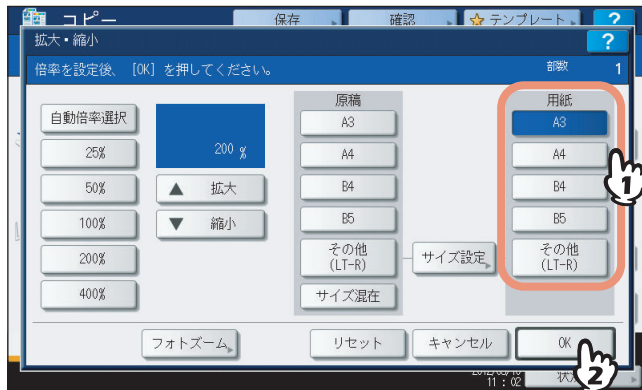 コピー
保存
確認
テンプレート
?
拡大・縮小
?
倍率を設定後、 [OK] を押してください。
部数
1
自動倍率選択
25%
50%
100%
200%
400%
200 %
▲ 拡大
▼ 縮小
原稿
A3
A4
B4
B5
その他
(LT-R)
サイズ混在
サイズ設定
用紙
A3
A4
B4
B5
その他
(LT-R)
1
フォトズーム
リセット
キャンセル
OK
2
11 : 02